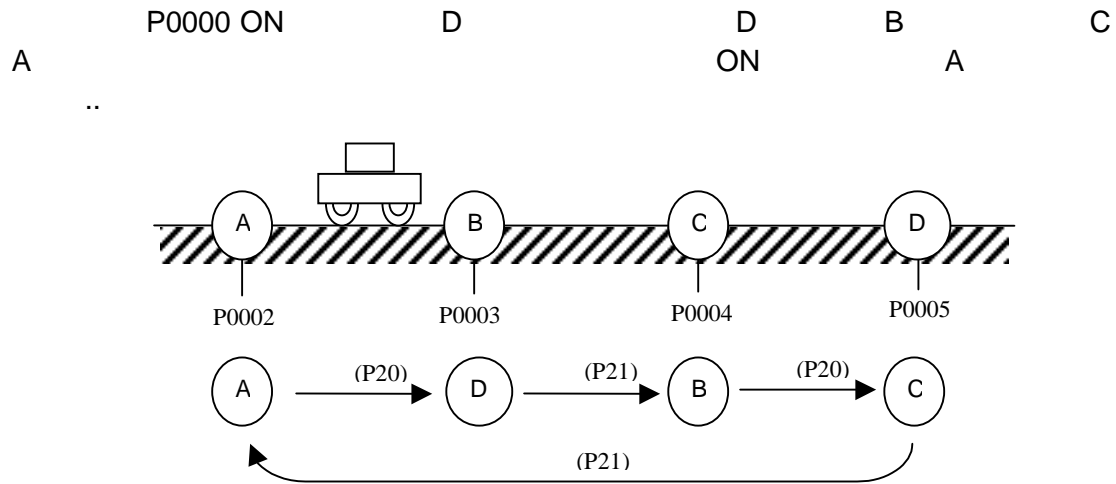 P0000 ON D D B C
A ON A
..
A B C D
P0002 P0003 P0004 P0005
(P20) (P21) (P20)
A D B C
(P21)